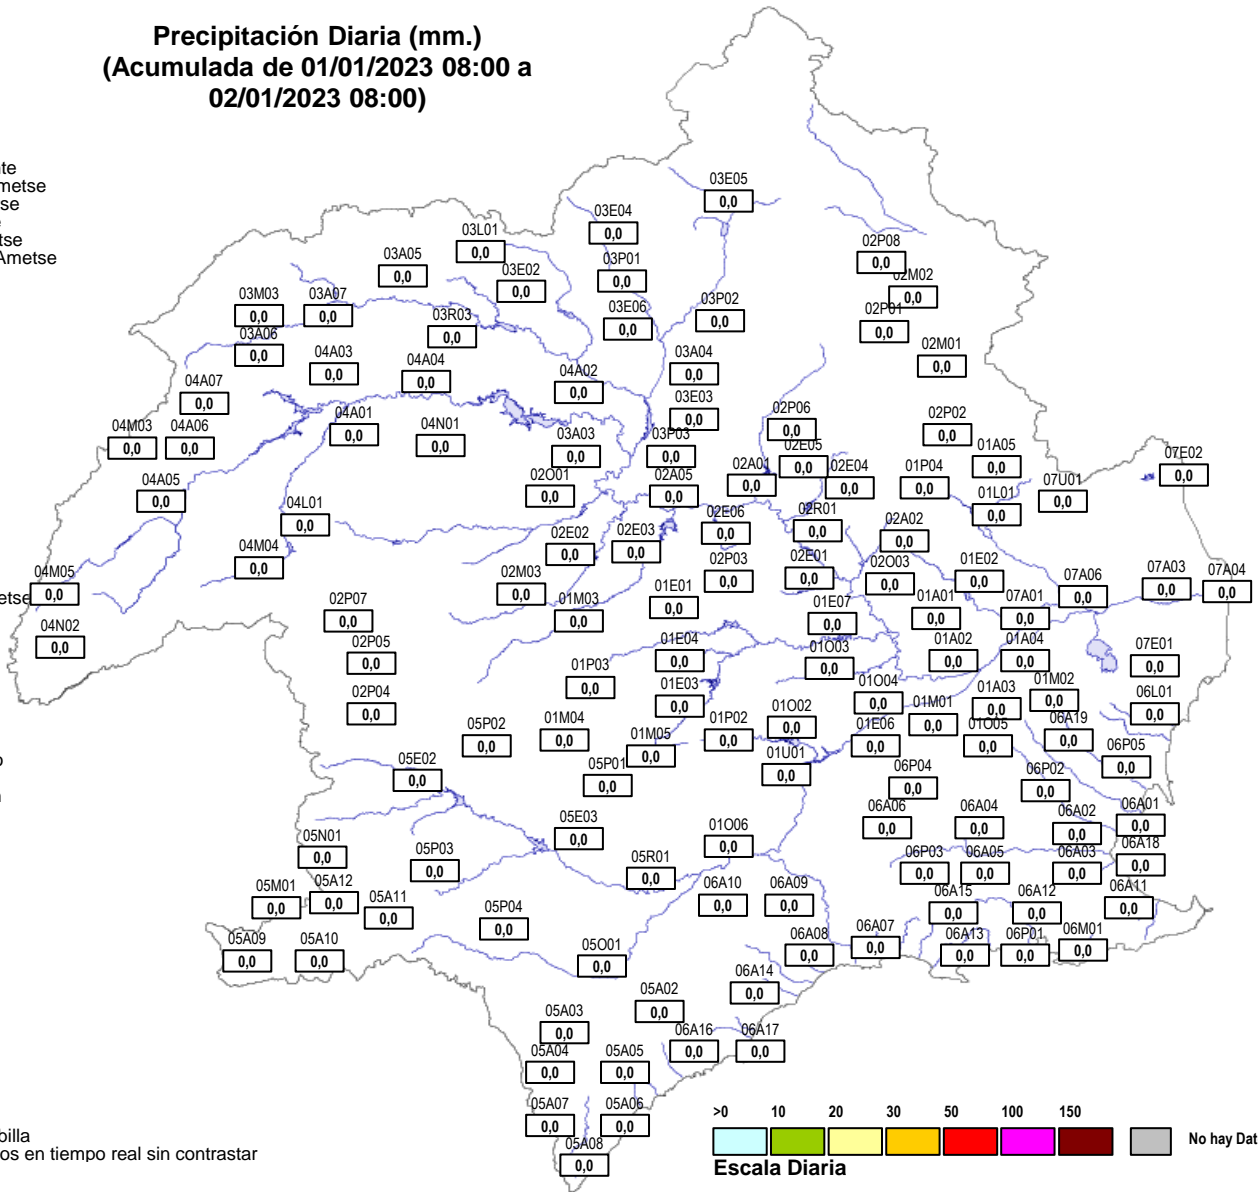 Precipitación Diaria (mm.)
(Acumulada de 01/01/2023 08:00 a
02/01/2023 08:00)
nte
metse
tse
e
tse
Ametse
03E05
0,0
03E04
0,0
03L01
0,0
03A05
0,0
03P01
0,0
03E02
0,0
02P08
0,0
02M02
0,0
03M03
0,0
03A07
0,0
03R03
0,0
03E06
0,0
03P02
0,0
02P01
0,0
03A06
0,0
04A03
0,0
04A04
0,0
03A04
0,0
02M01
0,0
04A07
0,0
04A02
0,0
03E03
0,0
04M03
0,0
04A06
0,0
04A01
0,0
04N01
0,0
03A03
0,0
03P03
0,0
02P06
0,0
02P02
0,0
02E05
0,0
01A05
0,0
07E02
0,0
04A05
0,0
02O01
0,0
02A05
0,0
02A01
0,0
02E04
0,0
01P04
0,0
07U01
0,0
01L01
0,0
04L01
0,0
02E06
0,0
02R01
0,0
02A02
0,0
04M04
0,0
02E02
0,0
02E03
0,0
02P03
0,0
02E01
0,0
02O03
0,0
01E02
0,0
04M05
0,0
etse
02M03
0,0
01E01
0,0
07A06
0,0
07A03
0,0
07A04
0,0
02P07
0,0
01M03
0,0
01E07
0,0
01A01
0,0
07A01
0,0
04N02
0,0
02P05
0,0
01E04
0,0
01O03
0,0
01A02
0,0
01A04
0,0
07E01
0,0
01P03
0,0
01E03
0,0
01O04
0,0
01A03
0,0
01M02
0,0
06L01
0,0
02P04
0,0
05P02
0,0
01M04
0,0
01M05
0,0
01P02
0,0
01O02
0,0
01E06
0,0
01M01
0,0
01O05
0,0
06A19
0,0
06P05
0,0
o
05E02
0,0
05P01
0,0
01U01
0,0
06P04
0,0
06P02
0,0
05E03
0,0
01O06
0,0
06A06
0,0
06A04
0,0
06A02
0,0
06A01
0,0
05N01
0,0
05P03
0,0
05R01
0,0
06P03
0,0
06A05
0,0
06A03
0,0
06A18
0,0
05M01
0,0
05A12
0,0
05A11
0,0
06A10
0,0
06A09
0,0
06A15
0,0
06A12
0,0
06A11
0,0
05P04
0,0
05A09
0,0
05A10
0,0
05O01
0,0
06A08
0,0
06A07
0,0
06A13
0,0
06P01
0,0
06M01
0,0
06A14
0,0
05A02
0,0
05A03
0,0
06A16
0,0
06A17
0,0
05A04
0,0
05A05
0,0
05A07
0,0
05A06
0,0
05A08
0,0
billa
os en tiempo real sin contrastar
>0 10 20 30 50 100 150
No hay Dat
Escala Diaria